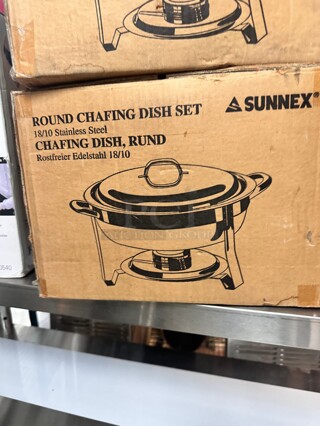 ROUND CHAFING DISH SET
18/10 Stainless Steel
CHAFING DISH, RUND
Rostfreier Edelstahl 18/10
SUNNEX®